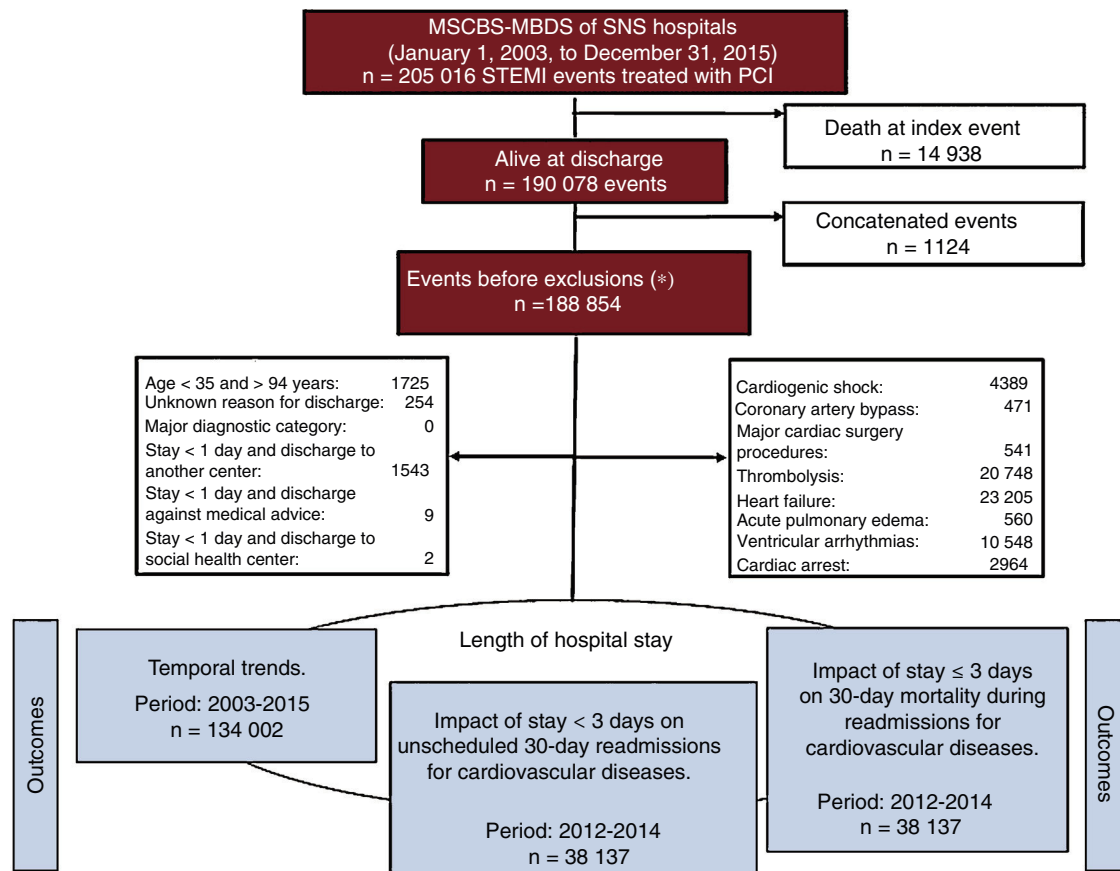 MSCBS-MBDS of SNS hospitals
(January 1, 2003, to December 31, 2015)
n = 205 016 STEMI events treated with PCI
Death at index event
n = 14 938
Alive at discharge
n = 190 078 events
Concatenated events
n = 1124
Events before exclusions (*)
n =188 854
Age < 35 and > 94 years: 1725
Unknown reason for discharge: 254
Major diagnostic category: 0
Stay < 1 day and discharge to
another center: 1543
Stay < 1 day and discharge
against medical advice: 9
Stay < 1 day and discharge to
social health center: 2
Cardiogenic shock: 4389
Coronary artery bypass: 471
Major cardiac surgery
procedures: 541
Thrombolysis: 20 748
Heart failure: 23 205
Acute pulmonary edema: 560
Ventricular arrhythmias: 10 548
Cardiac arrest: 2964
Outcomes
Length of hospital stay
Temporal trends.
Period: 2003-2015
n = 134 002
Impact of stay < 3 days on
unscheduled 30-day readmissions
for cardiovascular diseases.
Period: 2012-2014
n = 38 137
Impact of stay ≤ 3 days
on 30-day mortality during
readmissions for
cardiovascular diseases.
Period: 2012-2014
n = 38 137
Outcomes